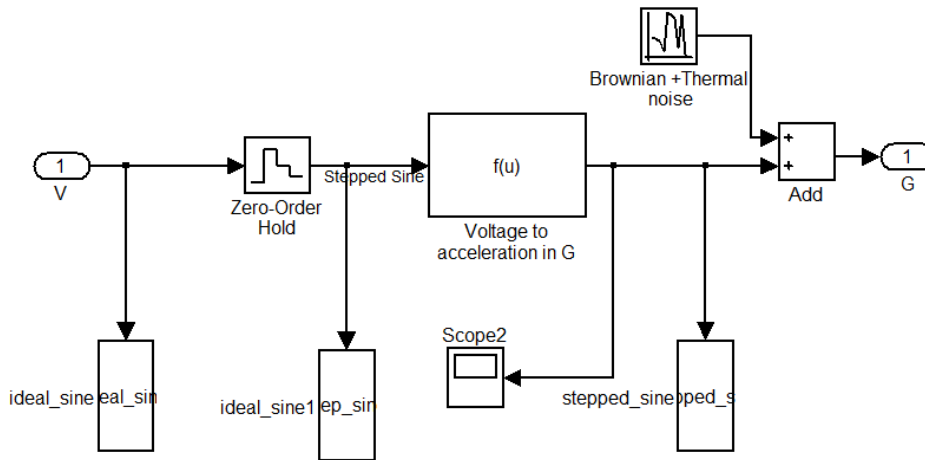 Brownian +Thermal
noise
1
V
Zero-Order
Hold
Stepped Sine
f(u)
Voltage to
acceleration in G
+
+
Add
1
G
Scope2
ideal_sine
eal_sin
ideal_sine1
ep_sin
stepped_sine
pped_s